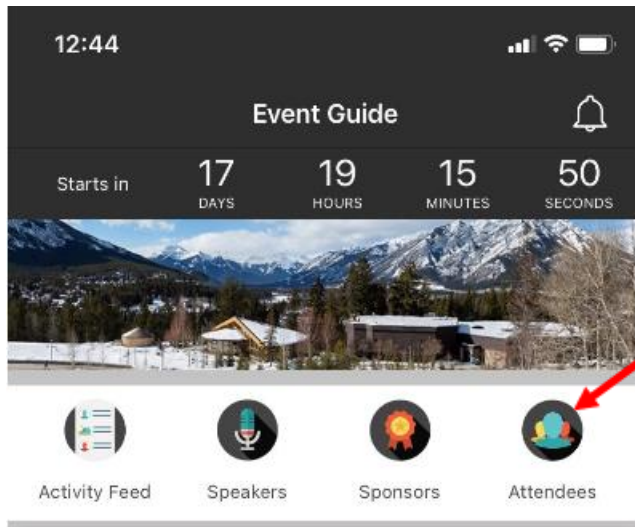 12:44
Event Guide
Starts in 17 19 15 50
DAYS HOURS MINUTES SECONDS
Activity Feed Speakers Sponsors Attendees